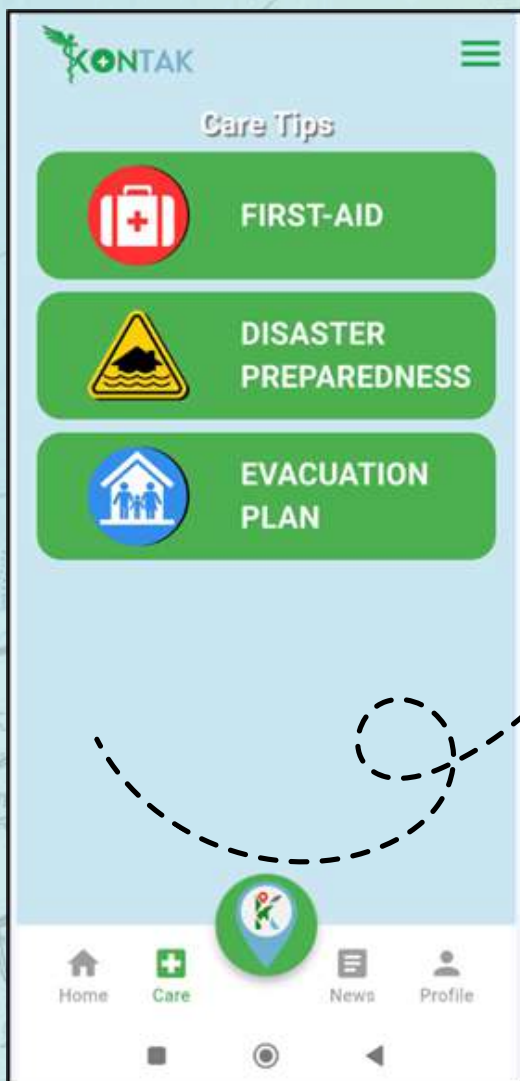 KONTAK
Care Tips
FIRST-AID
DISASTER
PREPAREDNESS
EVACUATION
PLAN
K
Home
Care
News
Profile